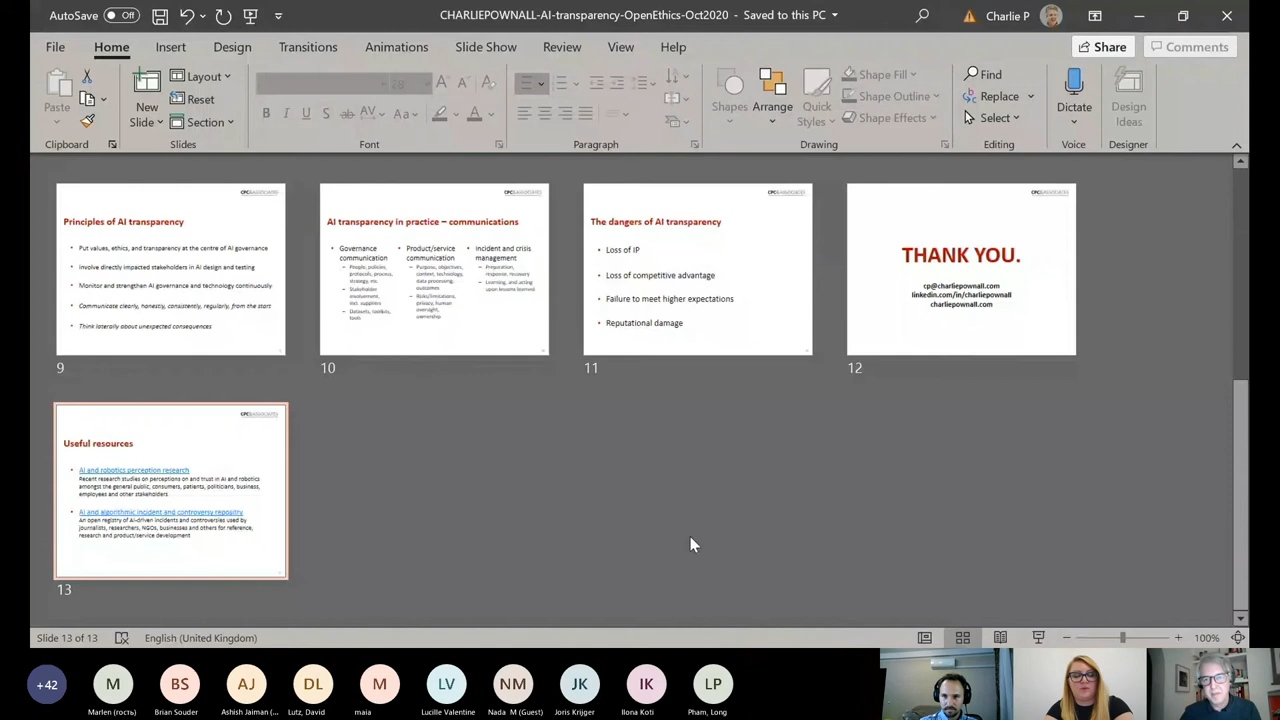 AutoSave Off
CHARLIEPOWNALL-AI-transparency-OpenEthics-Oct2020 - Saved to this PC
Charlie P
File Home Insert Design Transitions Animations Slide Show Review View Help
Share Comments
Paste
New
Slide
Layout
Reset
Section
28
B I U S ab AV Aa A
Shapes
Arrange
Quick
Styles
Shape Fill
Shape Outline
Shape Effects
Find
Replace
Select
Dictate
Design
Ideas
Clipboard Slides Font Paragraph Drawing Editing Voice Designer
Principles of AI transparency
Put values, ethics, and transparency at the centre of AI governance
Involve directly impacted stakeholders in AI design and testing
Monitor and strengthen AI governance and technology continuously
Communicate clearly, honestly, consistently, regularly, from the start
Think laterally about unexpected consequences
9
AI transparency in practice – communications
Governance
communication
– People, policies,
protocols, process,
strategy, etc.
– Stakeholder
involvement,
incl. suppliers
– Datasets, toolkits,
tools
Product/service
communication
– Purpose, objectives,
context, technology,
data processing,
outcomes
– Risks/limitations,
privacy, human
oversight,
ownership
Incident and crisis
management
– Preparation,
response, recovery
– Learning, and acting
upon lessons learned
10
The dangers of AI transparency
Loss of IP
Loss of competitive advantage
Failure to meet higher expectations
Reputational damage
11
THANK YOU.
cp@charliepownall.com
linkedin.com/in/charliepownall
charliepownall.com
12
Useful resources
AI and robotics perception research
Recent research studies on perceptions on and trust in AI and robotics
amongst the general public, consumers, patients, politicians, business,
employees and other stakeholders
AI and algorithmic incident and controversy repositry
An open registry of AI-driven incidents and controversies used by
journalists, researchers, NGOs, businesses and others for reference,
research and product/service development
13
Slide 13 of 13 English (United Kingdom) 100%
+42 M BS AJ DL M LV NM JK IK LP
Marlen (гость) Brian Souder Ashish Jaiman (... Lutz, David maia Lucille Valentine Nada M (Guest) Joris Krijger Ilona Koti Pham, Long